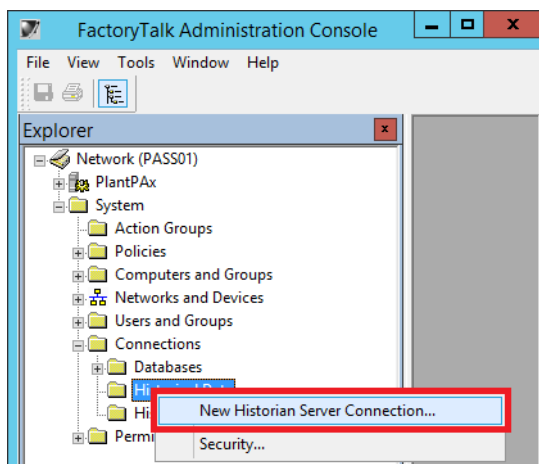 FactoryTalk Administration Console
File View Tools Window Help
Explorer
Network (PASS01)
PlantPAx
System
Action Groups
Policies
Computers and Groups
Networks and Devices
Users and Groups
Connections
Databases
New Historian Server Connection...
Security...